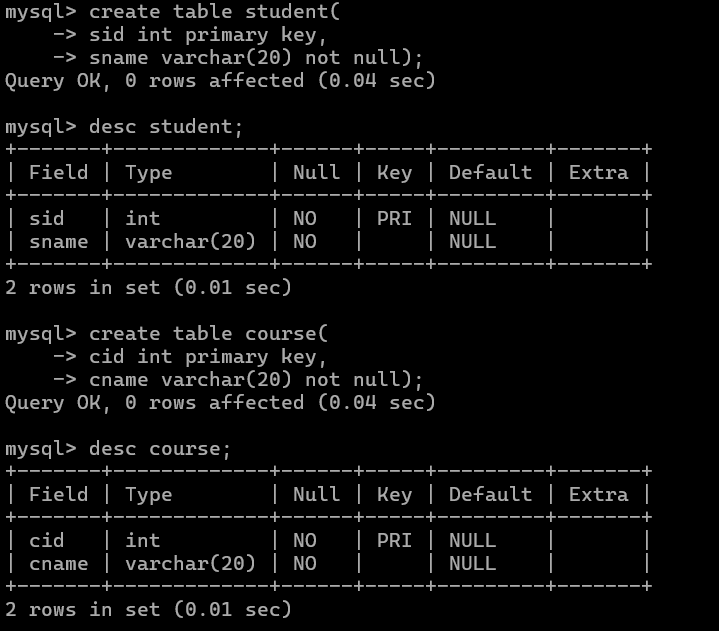 mysql> create table student(
    -> sid int primary key,
    -> sname varchar(20) not null);
Query OK, 0 rows affected (0.04 sec)

mysql> desc student;
+-------+-------------+------+-----+---------+-------+
| Field | Type        | Null | Key | Default | Extra |
+-------+-------------+------+-----+---------+-------+
| sid   | int         | NO   | PRI | NULL    |       |
| sname | varchar(20) | NO   |     | NULL    |       |
+-------+-------------+------+-----+---------+-------+
2 rows in set (0.01 sec)

mysql> create table course(
    -> cid int primary key,
    -> cname varchar(20) not null);
Query OK, 0 rows affected (0.04 sec)

mysql> desc course;
+-------+-------------+------+-----+---------+-------+
| Field | Type        | Null | Key | Default | Extra |
+-------+-------------+------+-----+---------+-------+
| cid   | int         | NO   | PRI | NULL    |       |
| cname | varchar(20) | NO   |     | NULL    |       |
+-------+-------------+------+-----+---------+-------+
2 rows in set (0.01 sec)